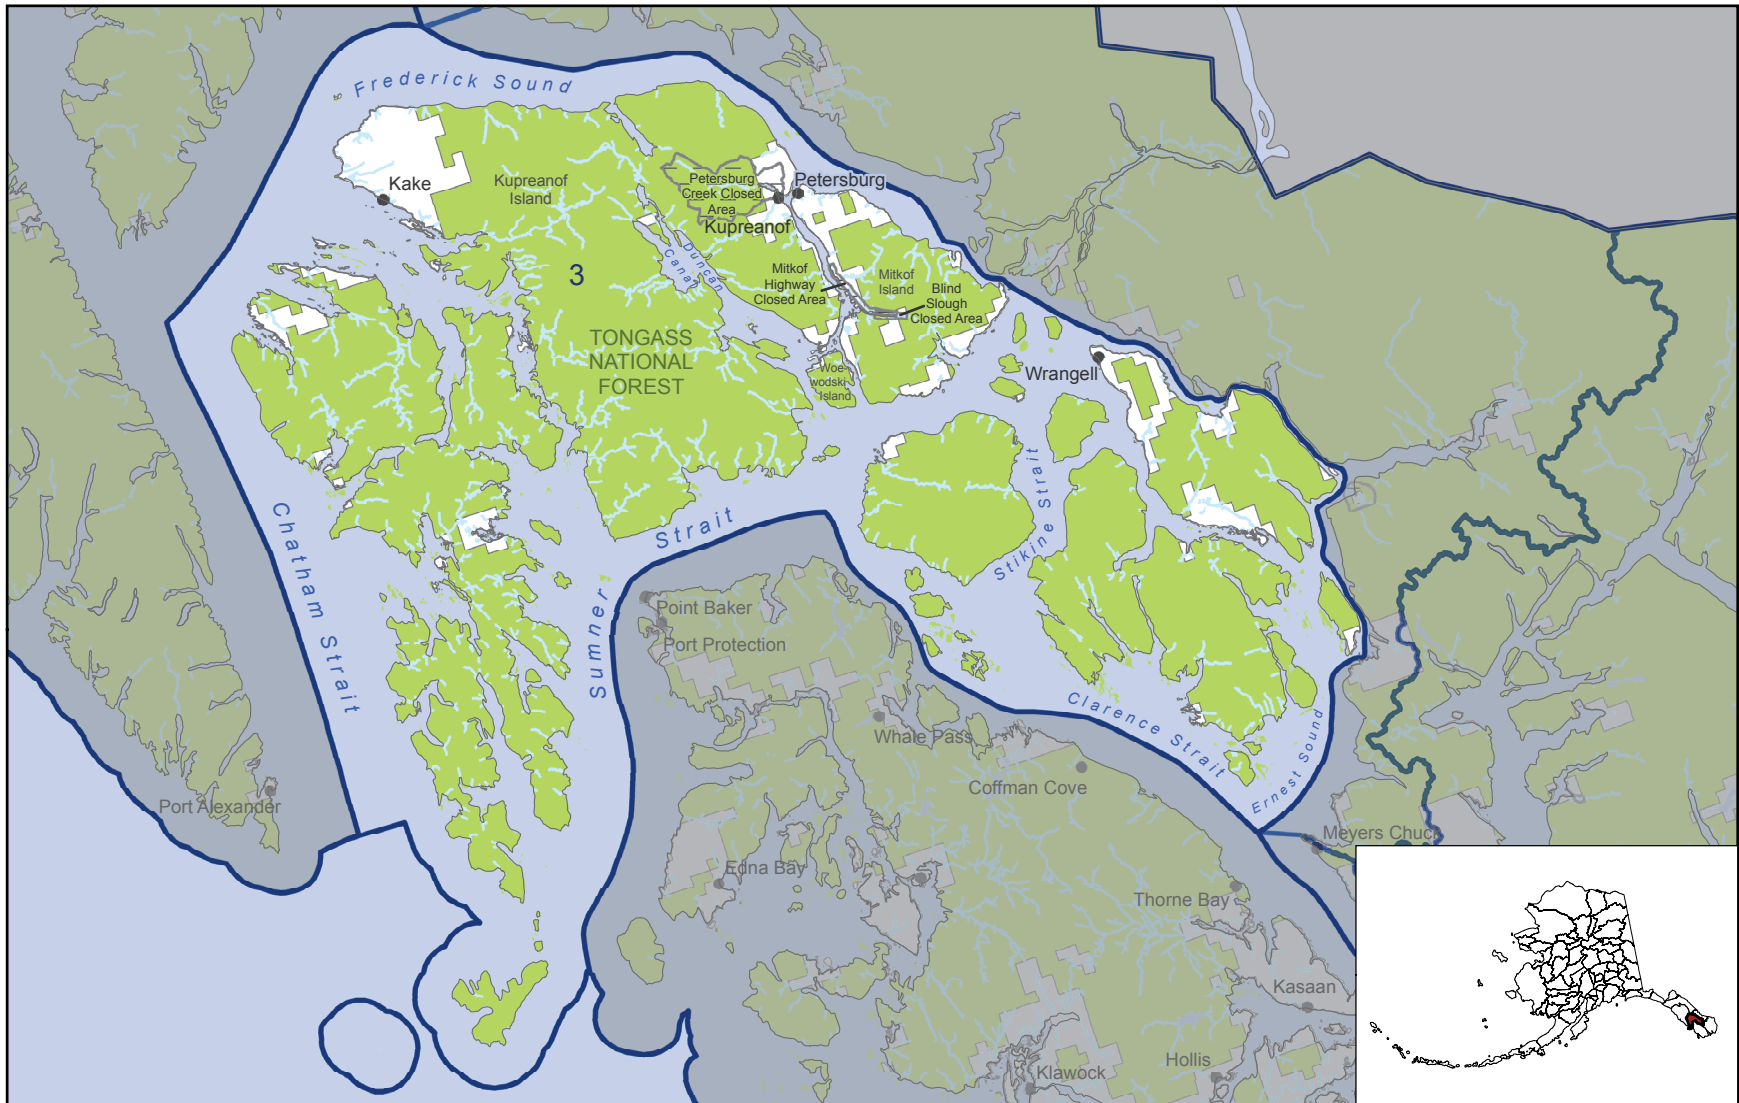 Frederick Sound
Kake
Kupreanof
Island
Petersburg
Creek Closed
Area
Petersburg
Kupreanof
3
Duncan
Canal
Mitkof
Highway
Closed Area
Mitkof
Island
Blind
Slough
Closed Area
TONGASS
NATIONAL
FOREST
Woe-
wodski
Island
Wrangell
Chatham Strait
Sumner
Strait
Stikine Strait
Point Baker
Port Protection
Clarence Strait
Ernest Sound
Whale Pass
Coffman Cove
Port Alexander
Meyers Chuck
Edna Bay
Thorne Bay
Kasaan
Hollis
Klawock